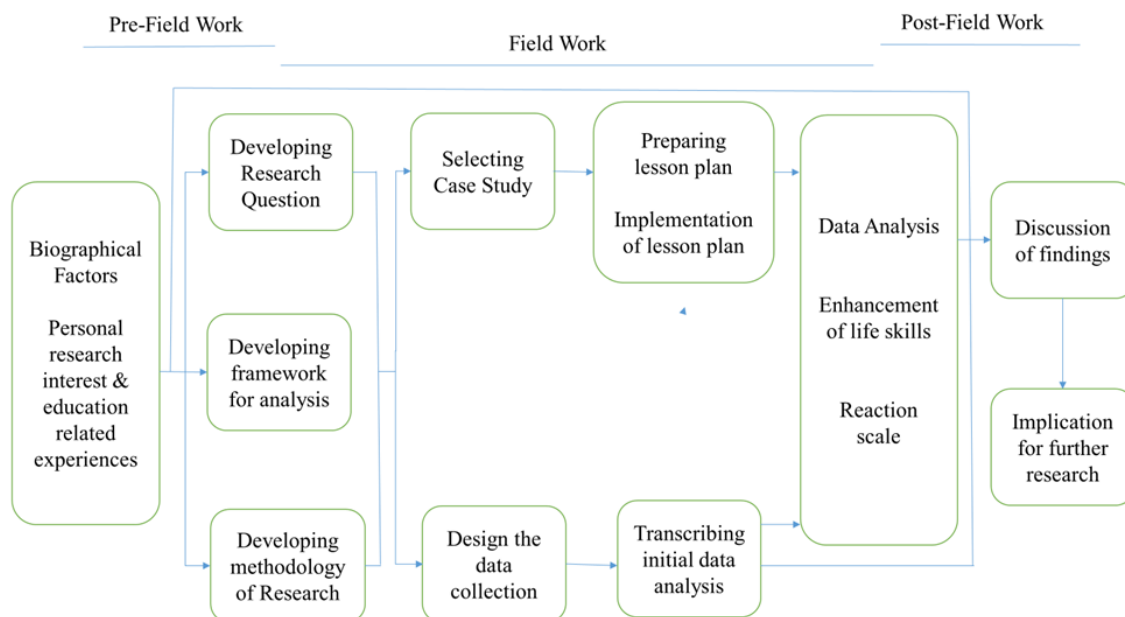 Pre-Field Work
Field Work
Post-Field Work
Biographical
Factors
Personal
research
interest &
education
related
experiences
Developing
Research
Question
Developing
framework
for analysis
Developing
methodology
of Research
Selecting
Case Study
Preparing
lesson plan
Implementation
of lesson plan
Design the
data
collection
Transcribing
initial data
analysis
Data Analysis
Enhancement
of life skills
Reaction
scale
Discussion
of findings
Implication
for further
research